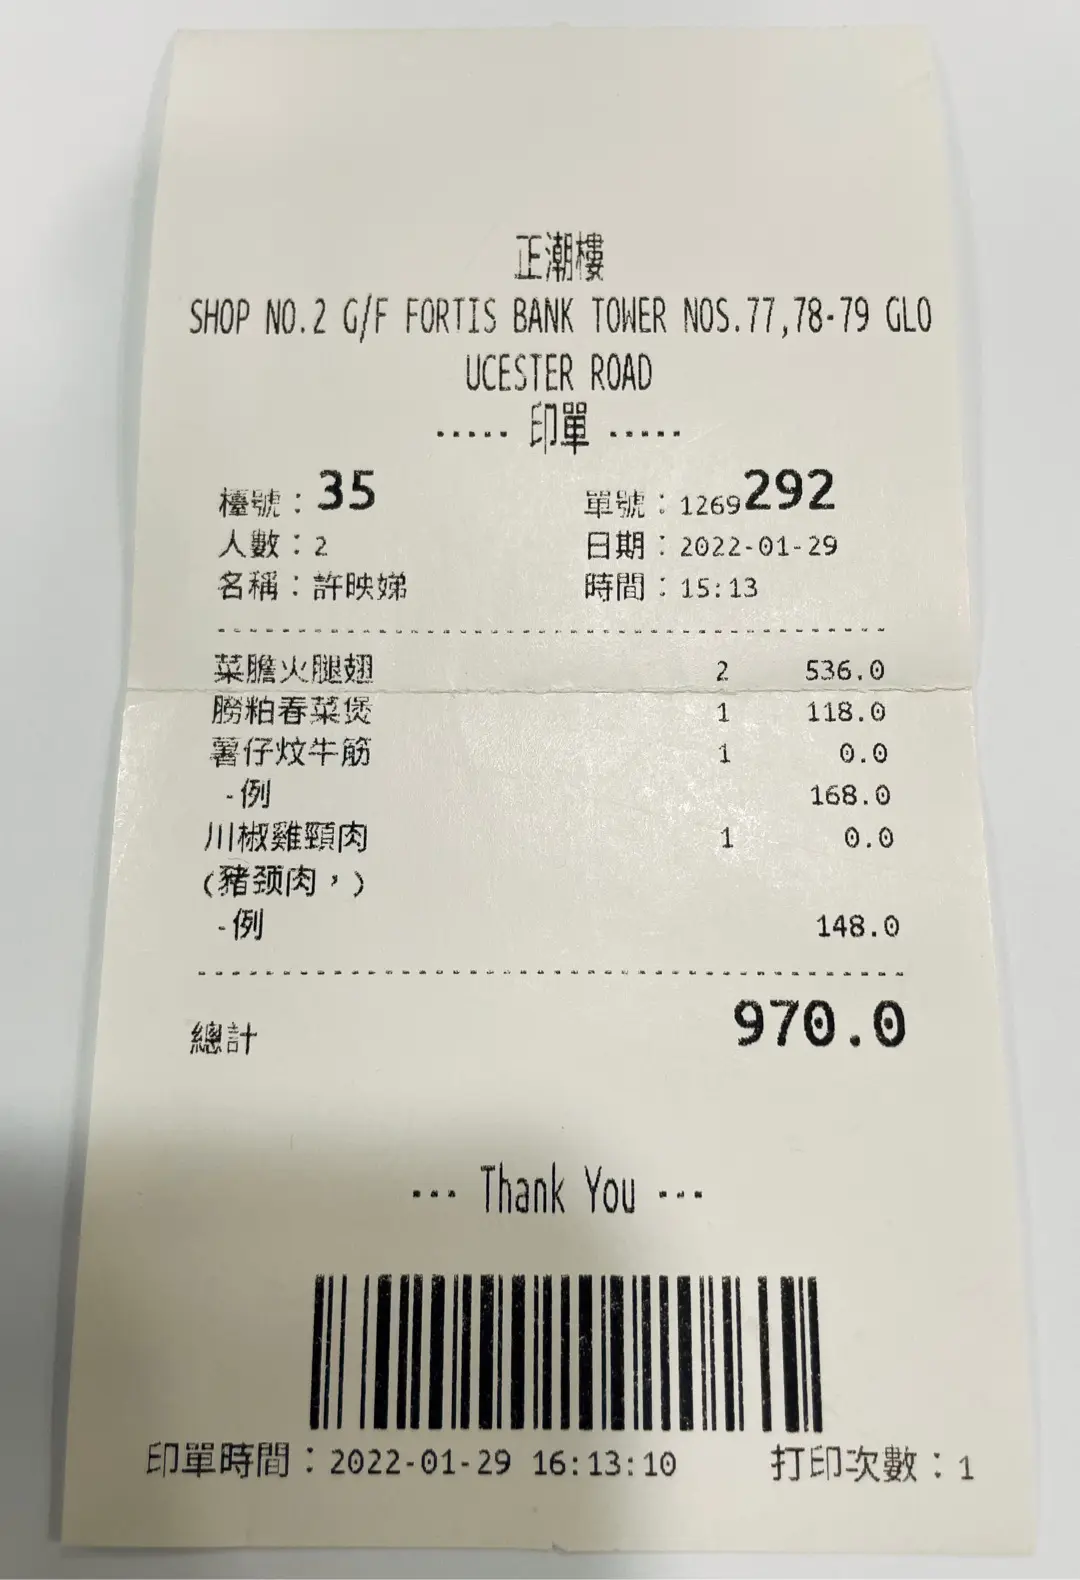 正潮樓
SHOP NO.2 G/F FORTIS BANK TOWER NOS.77,78-79 GLO
UCESTER ROAD
----- 印單 -----
檯號：35 單號：1269292
人數：2 日期：2022-01-29
名稱：許映娣 時間：15:13
菜膽火腿翅 2 536.0
膀粕春菜煲 1 118.0
薯仔炆牛筋 1 0.0
-例 168.0
川椒雞頸肉 1 0.0
(豬颈肉，)
-例 148.0
總計 970.0
--- Thank You ---
印單時間：2022-01-29 16:13:10 打印次數：1